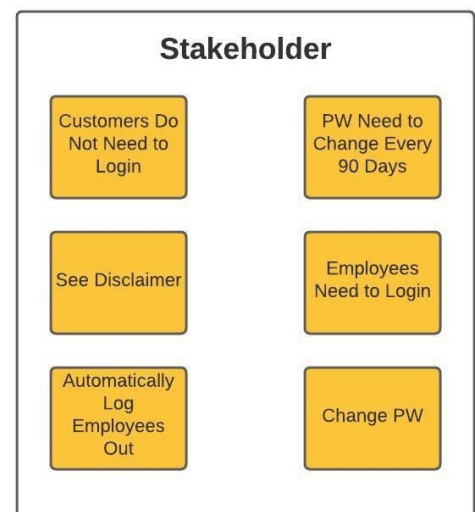 Stakeholder
Customers Do
Not Need to
Login
PW Need to
Change Every
90 Days
See Disclaimer
Employees
Need to Login
Automatically
Log
Employees
Out
Change PW